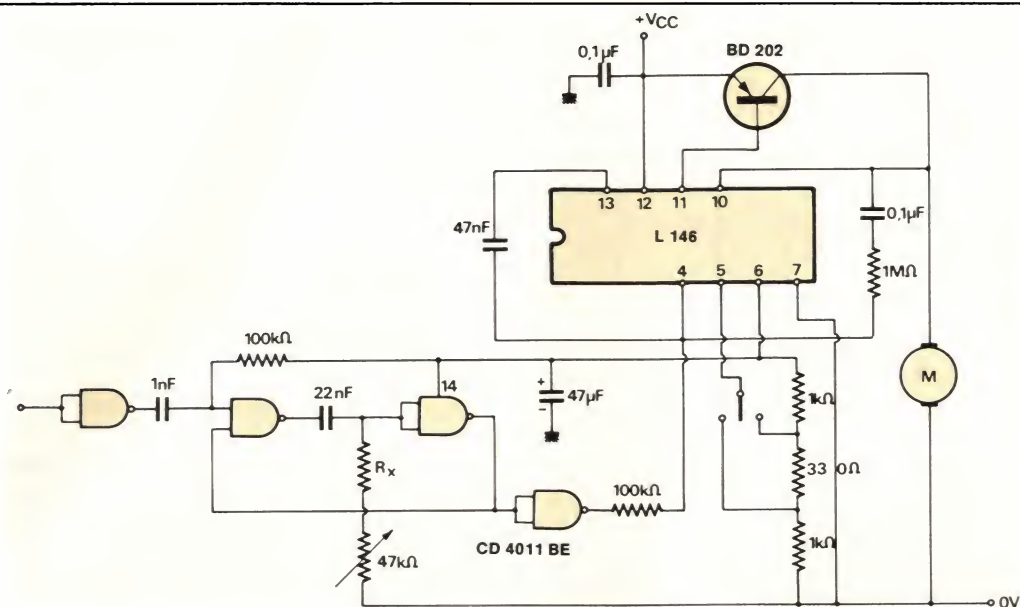 +VCC
0,1µF
BD 202
13
12
11
10
47nF
L 146
0,1µF
4
5
6
7
1MΩ
100kΩ
1nF
22nF
14
+
47µF
-
1kΩ
M
Rx
33 0Ω
100kΩ
47kΩ
CD 4011 BE
1kΩ
0V